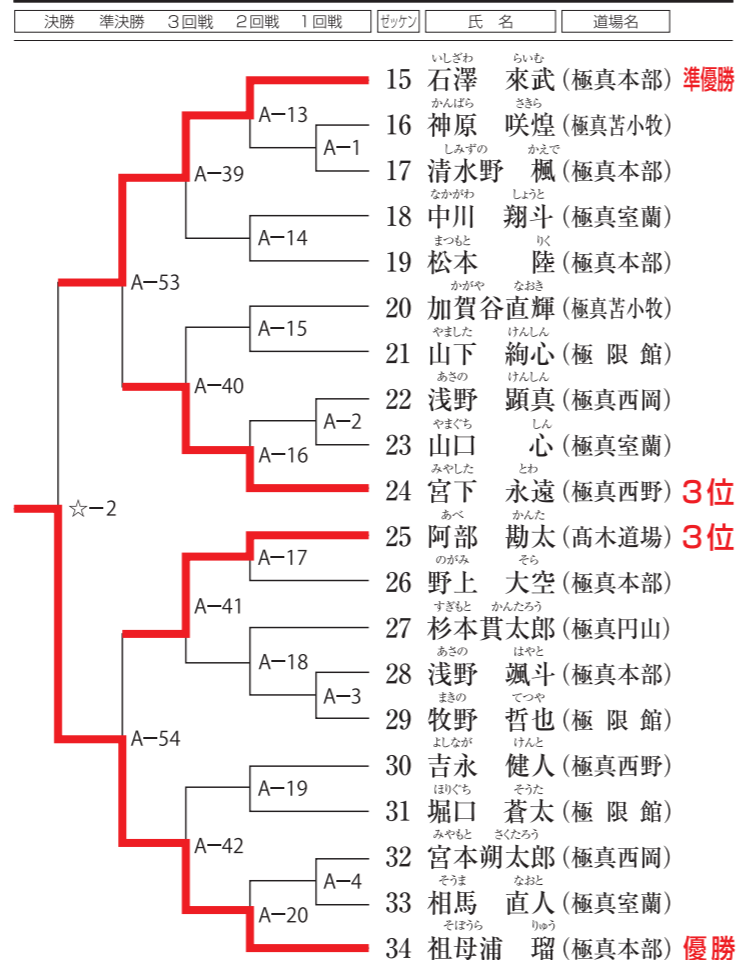 決勝 準決勝 3回戦 2回戦 1回戦 ゼッケン 氏 名 道場名
いしざわ らいむ
15 石澤 來武 (極真本部) 準優勝
A-13
かんばら さきら
16 神原 咲煌 (極真苫小牧)
A-1
しみずの かえで
17 清水野 楓 (極真本部)
A-39
なかがわ しょうと
18 中川 翔斗 (極真室蘭)
A-14
まつもと りく
19 松本 陸 (極真本部)
A-53
かがや なおき
20 加賀谷直輝 (極真苫小牧)
A-15
やました けんしん
21 山下 絢心 (極限館)
A-40
あさの けんしん
22 浅野 顕真 (極真西岡)
A-2
やまぐち しん
23 山口 心 (極真室蘭)
A-16
みやした とわ
24 宮下 永遠 (極真西野) 3位
☆-2
あべ かんた
25 阿部 勘太 (髙木道場) 3位
A-17
のがみ そら
26 野上 大空 (極真本部)
A-41
すぎもと かんたろう
27 杉本貫太郎 (極真円山)
A-18
あさの はやと
28 浅野 颯斗 (極真本部)
A-3
まきの てつや
29 牧野 哲也 (極限館)
A-54
よしなが けんと
30 吉永 健人 (極真西野)
A-19
ほりぐち そうた
31 堀口 蒼太 (極限館)
A-42
みやもと さくたろう
32 宮本朔太郎 (極真西岡)
A-4
そうま なおと
33 相馬 直人 (極真室蘭)
A-20
そぼうら りゅう
34 祖母浦 瑠 (極真本部) 優勝